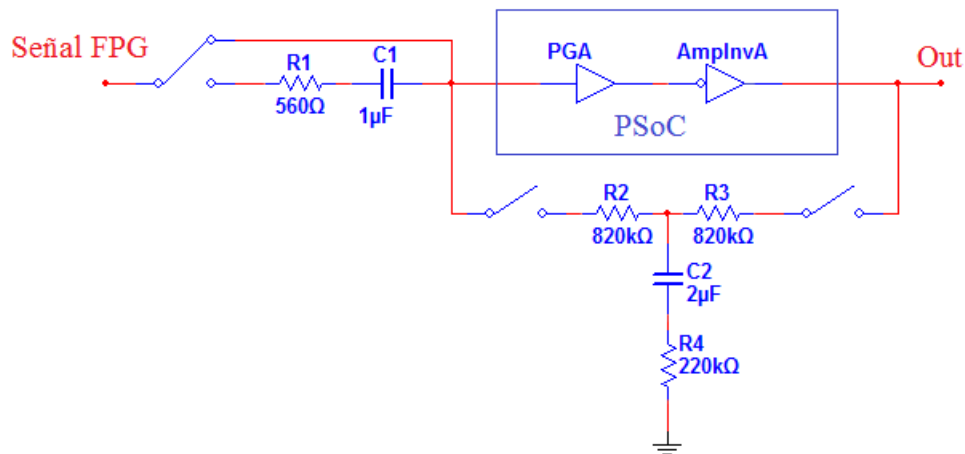 Señal FPG
R1
560Ω
C1
1µF
PGA
AmpInvA
PSoC
Out
R2
820kΩ
R3
820kΩ
C2
2µF
R4
220kΩ